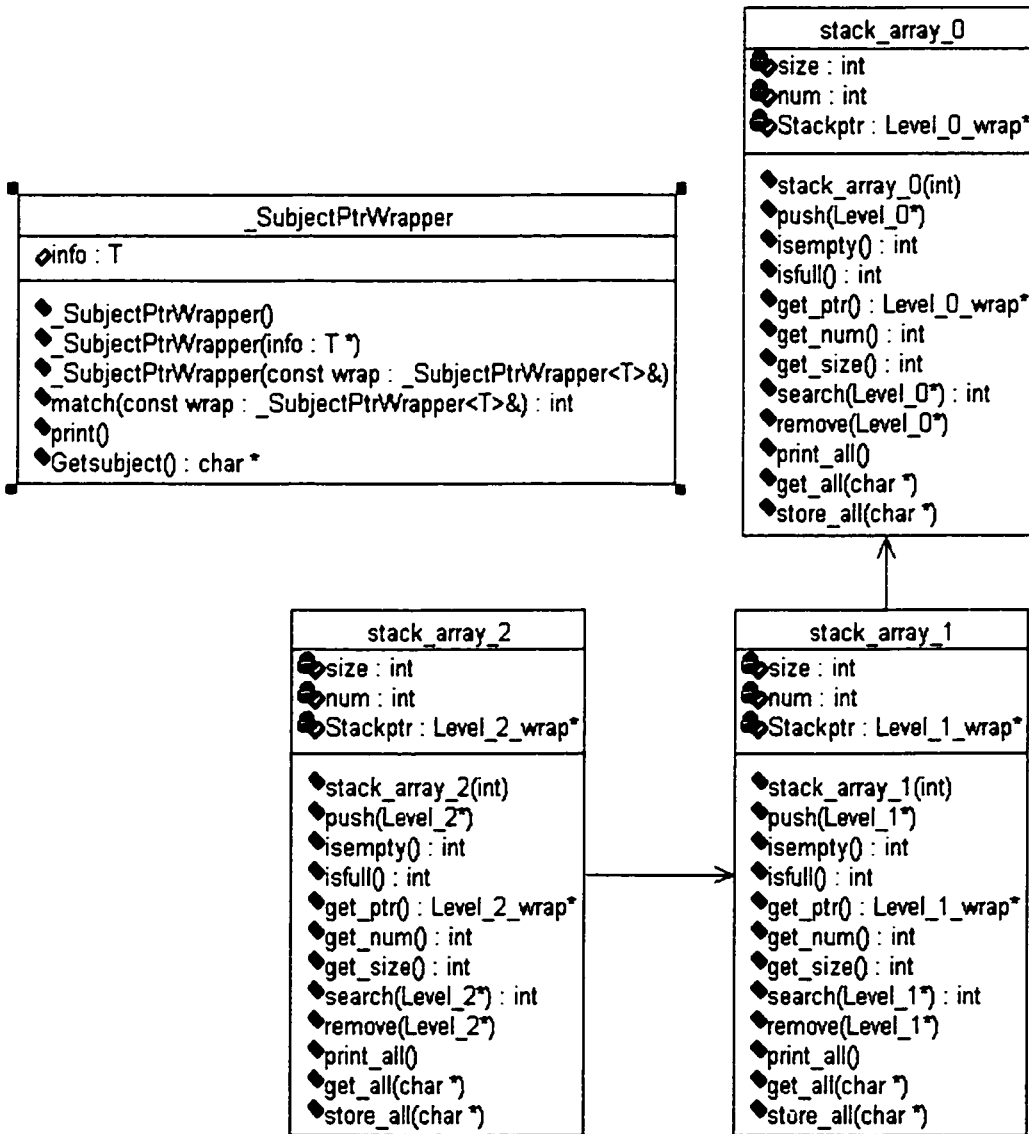 stack_array_0
size : int
num : int
Stackptr : Level_0_wrap*
stack_array_0(int)
push(Level_0*)
isempty() : int
isfull() : int
get_ptr() : Level_0_wrap*
get_num() : int
get_size() : int
search(Level_0*) : int
remove(Level_0*)
print_all()
get_all(char *)
store_all(char *)
_SubjectPtrWrapper
info : T
_SubjectPtrWrapper()
_SubjectPtrWrapper(info : T *)
_SubjectPtrWrapper(const wrap : _SubjectPtrWrapper<T>&)
match(const wrap : _SubjectPtrWrapper<T>&) : int
print()
Getsubject() : char *
stack_array_2
size : int
num : int
Stackptr : Level_2_wrap*
stack_array_2(int)
push(Level_2*)
isempty() : int
isfull() : int
get_ptr() : Level_2_wrap*
get_num() : int
get_size() : int
search(Level_2*) : int
remove(Level_2*)
print_all()
get_all(char *)
store_all(char *)
stack_array_1
size : int
num : int
Stackptr : Level_1_wrap*
stack_array_1(int)
push(Level_1*)
isempty() : int
isfull() : int
get_ptr() : Level_1_wrap*
get_num() : int
get_size() : int
search(Level_1*) : int
remove(Level_1*)
print_all()
get_all(char *)
store_all(char *)